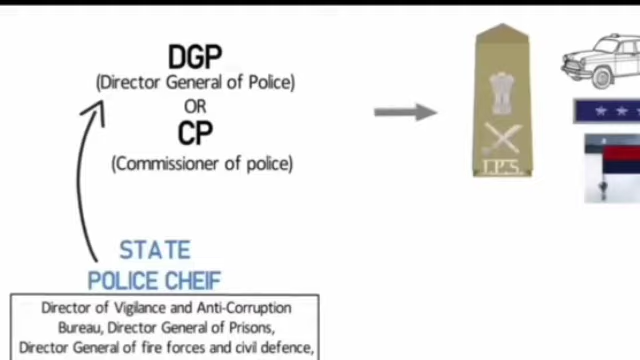 DGP
(Director General of Police)
OR
CP
(Commissioner of police)
STATE
POLICE CHEIF
Director of Vigilance and Anti-Corruption
Bureau, Director General of Prisons,
Director General of fire forces and civil defence,
I.P.S.